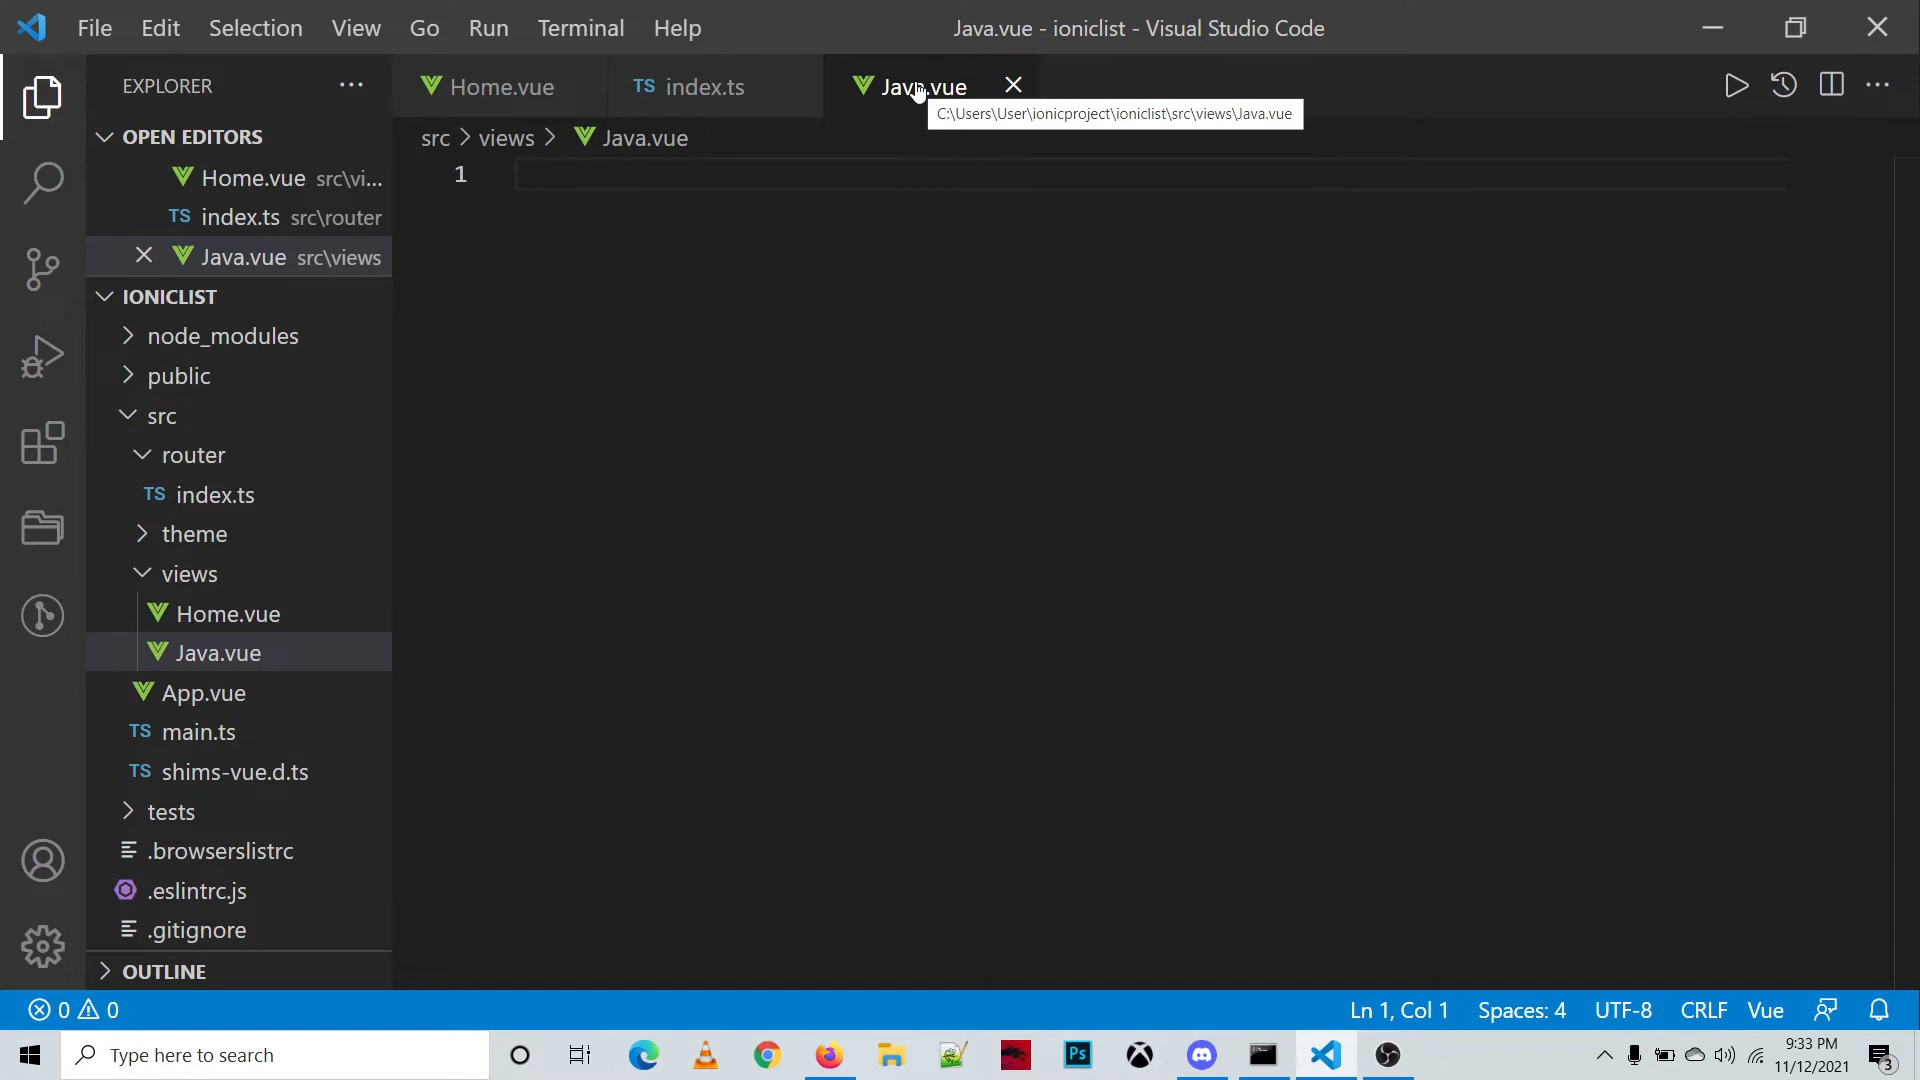 File Edit Selection View Go Run Terminal Help Java.vue - ioniclist - Visual Studio Code
EXPLORER
Home.vue TS index.ts Java.vue
C:\Users\User\ionicproject\ioniclist\src\views\Java.vue
src views Java.vue
1
OPEN EDITORS
Home.vue src\vi...
TS index.ts src\router
Java.vue src\views
IONICLIST
node_modules
public
src
router
TS index.ts
theme
views
Home.vue
Java.vue
App.vue
TS main.ts
TS shims-vue.d.ts
tests
.browserslistrc
.eslintrc.js
.gitignore
OUTLINE
0 0 Ln 1, Col 1 Spaces: 4 UTF-8 CRLF Vue
Type here to search
Ps
9:33 PM
11/12/2021
3